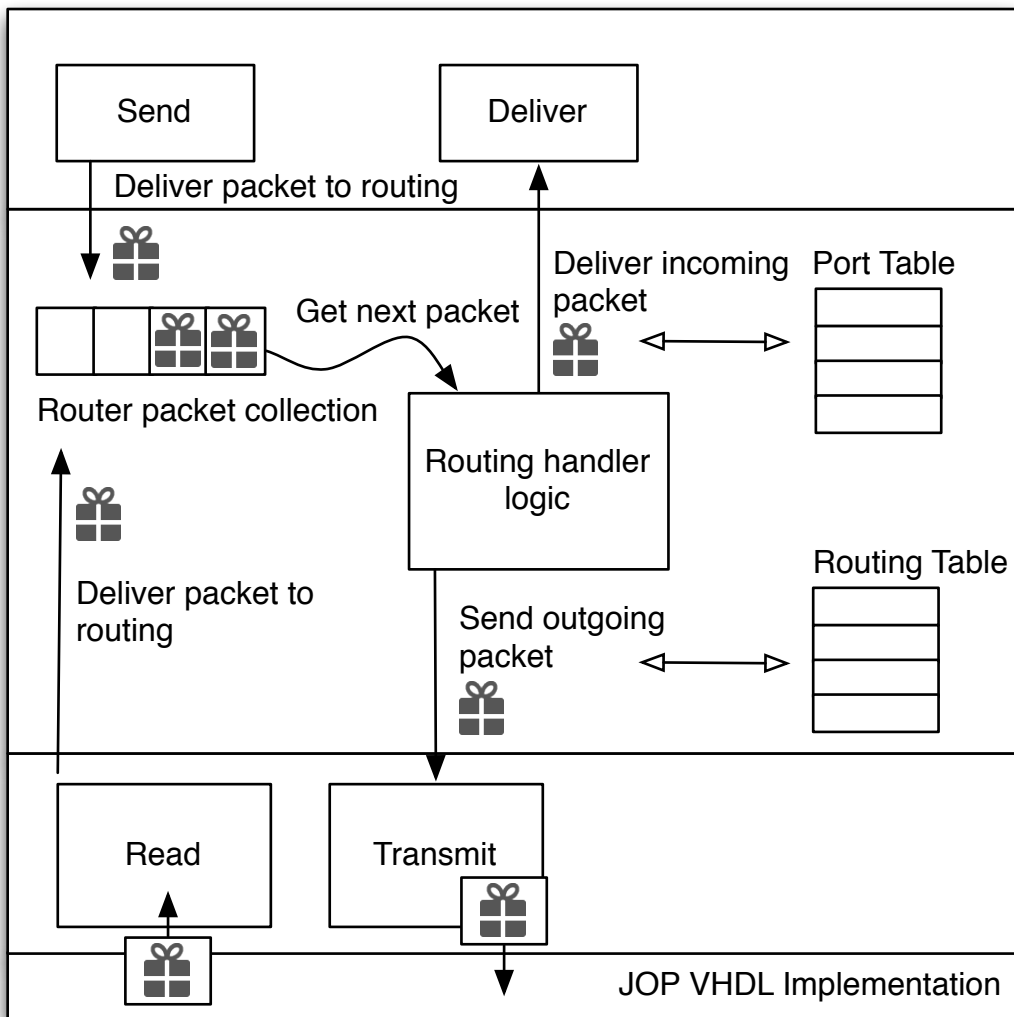 Send
Deliver
Deliver packet to routing
Deliver incoming
packet
Port Table
Get next packet
Router packet collection
Routing handler
logic
Deliver packet to
routing
Routing Table
Send outgoing
packet
Read
Transmit
JOP VHDL Implementation